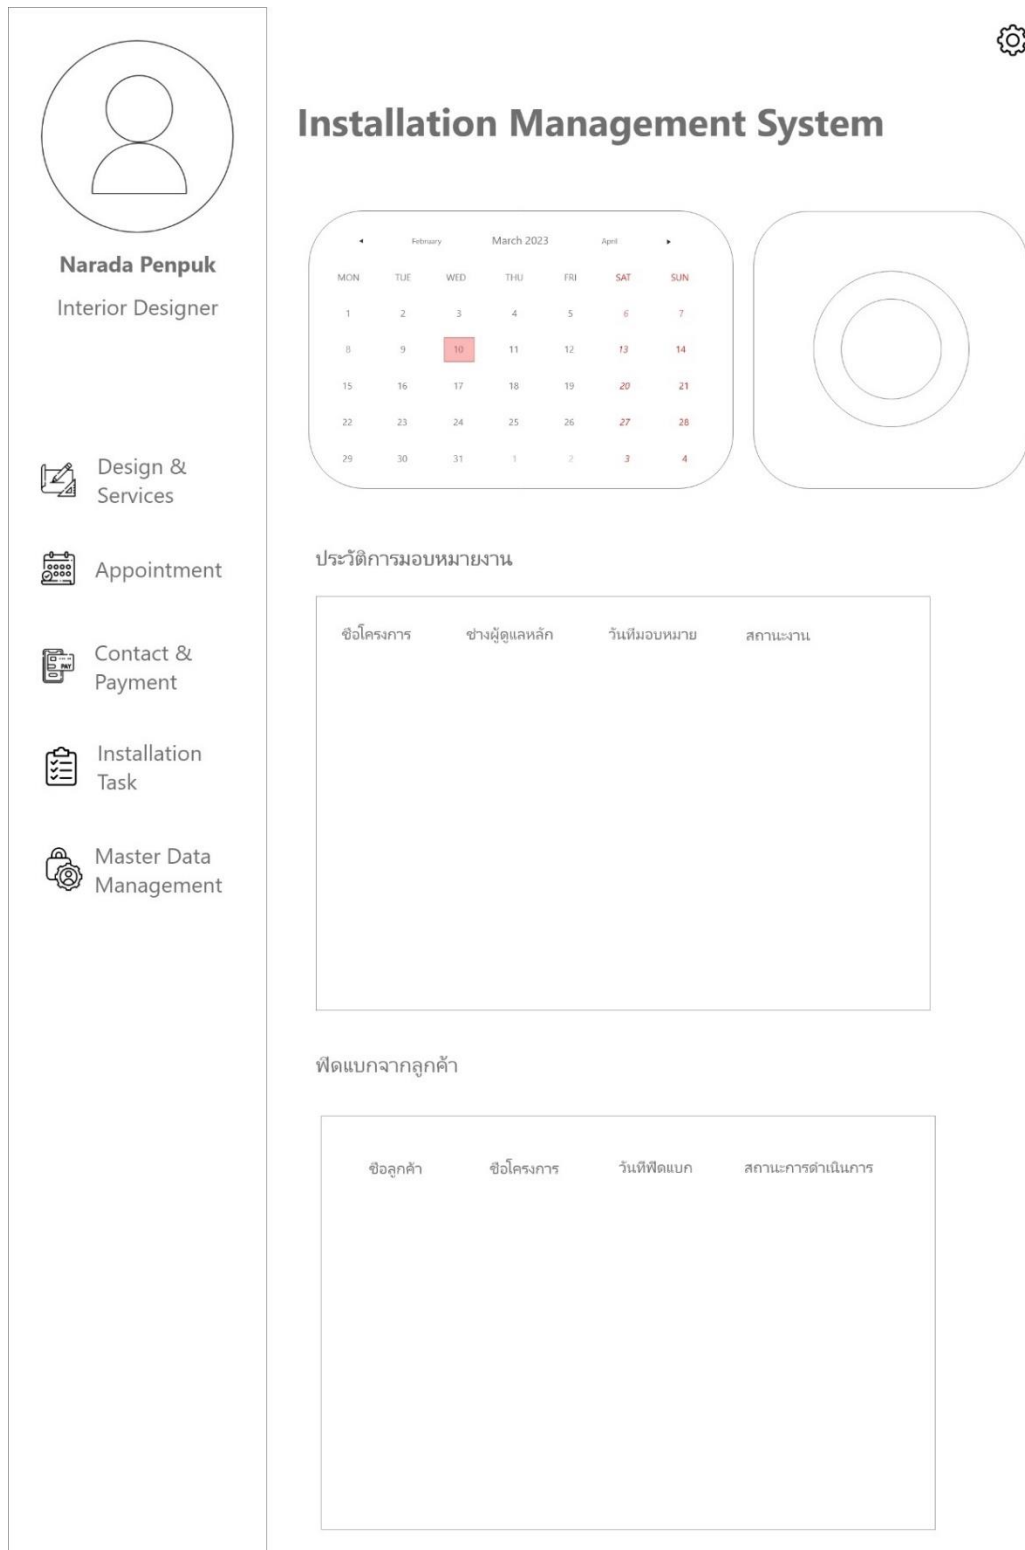 Narada Penpuk
Interior Designer
Design &
Services
Appointment
Contact &
Payment
Installation
Task
Master Data
Management
Installation Management System
February March 2023 April
MON TUE WED THU FRI SAT SUN
1 2 3 4 5 6 7
8 9 10 11 12 13 14
15 16 17 18 19 20 21
22 23 24 25 26 27 28
29 30 31 1 2 3 4
ประวัติการมอบหมายงาน
ชื่อโครงการ ช่างผู้ดูแลหลัก วันที่มอบหมาย สถานะงาน
ฟีดแบกจากลูกค้า
ชื่อลูกค้า ชื่อโครงการ วันที่ฟีดแบก สถานะการดำเนินการ
PAY